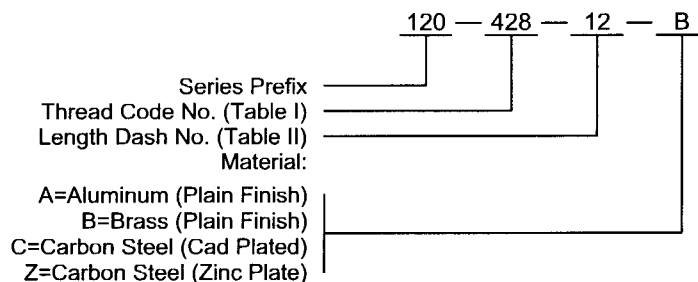 120 — 428 — 12 — B
Series Prefix
Thread Code No. (Table I)
Length Dash No. (Table II)
Material:
A=Aluminum (Plain Finish)
B=Brass (Plain Finish)
C=Carbon Steel (Cad Plated)
Z=Carbon Steel (Zinc Plate)